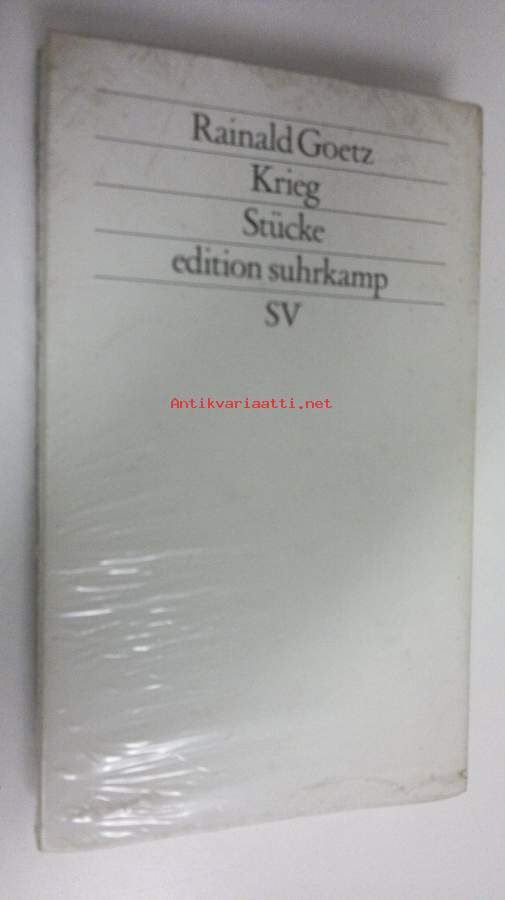 Rainald Goetz
Krieg
Stücke
edition suhrkamp
SV
Antikvariaatti.net